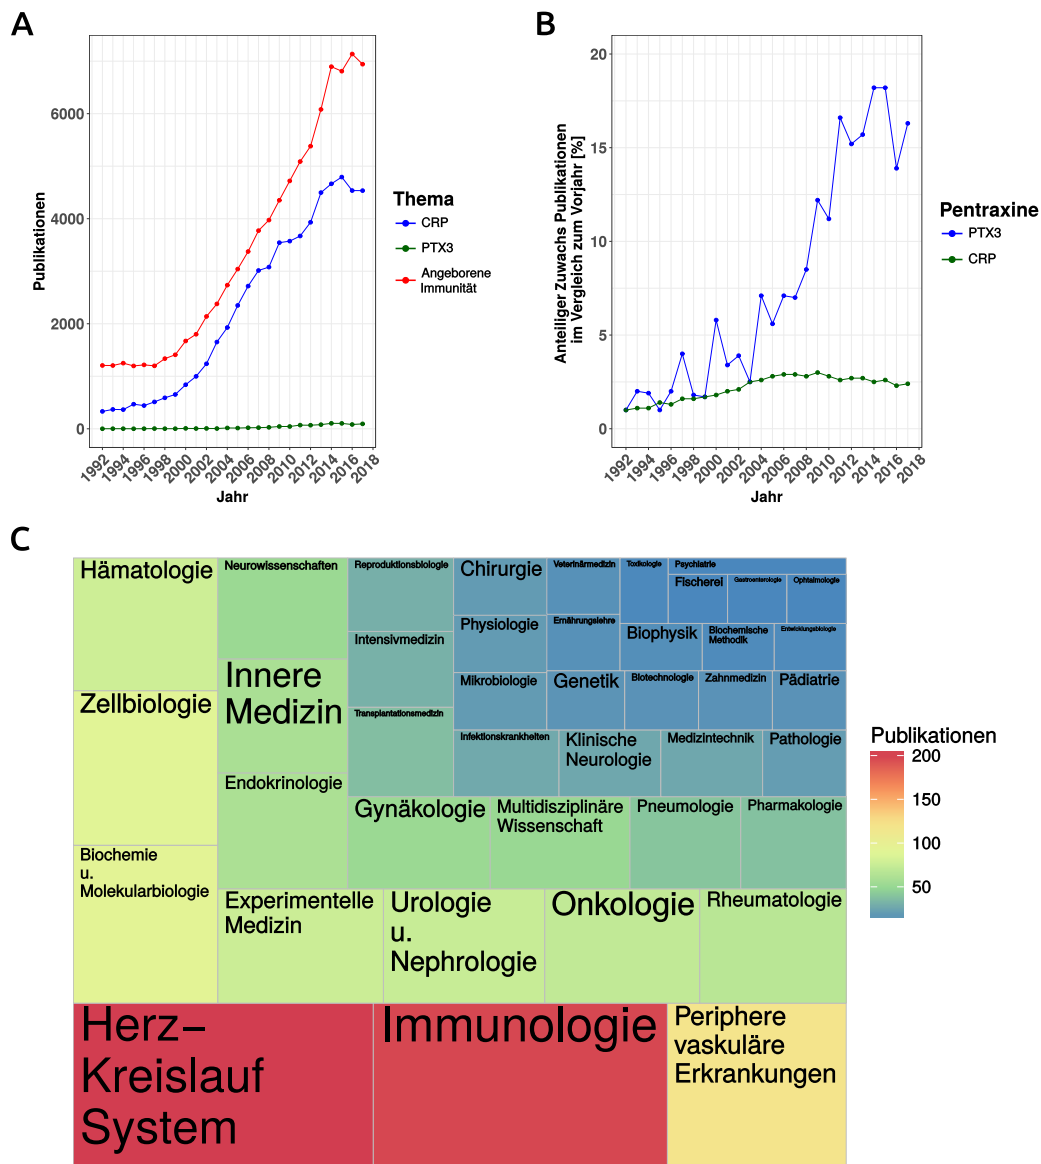 A
Publikationen
6000
4000
2000
0
1992
1994
1996
1998
2000
2002
2004
2006
2008
2010
2012
2014
2016
2018
Jahr
Thema
CRP
PTX3
Angeborene
Immunität
B
Anteiliger Zuwachs Publikationen
im Vergleich zum Vorjahr [%]
20
15
10
5
0
1992
1994
1996
1998
2000
2002
2004
2006
2008
2010
2012
2014
2016
2018
Jahr
Pentraxine
PTX3
CRP
C
Hämatologie
Zellbiologie
Biochemie
u.
Molekularbiologie
Neurowissenschaften
Innere
Medizin
Endokrinologie
Reproduktionsbiologie
Intensivmedizin
Transplantationsmedizin
Chirurgie
Physiologie
Mikrobiologie
Infektionskrankheiten
Veterinärmedizin
Ernährungslehre
Genetik
Toxikologie
Psychiatrie
Fischerei
Gastroenterologie
Ophtalmologie
Biophysik
Biochemische
Methodik
Entwicklungsbiologie
Biotechnologie
Zahnmedizin
Pädiatrie
Klinische
Neurologie
Medizintechnik
Pathologie
Gynäkologie
Multidisziplinäre
Wissenschaft
Pneumologie
Pharmakologie
Experimentelle
Medizin
Urologie
u.
Nephrologie
Onkologie
Rheumatologie
Herz–
Kreislauf
System
Immunologie
Periphere
vaskuläre
Erkrankungen
Publikationen
200
150
100
50